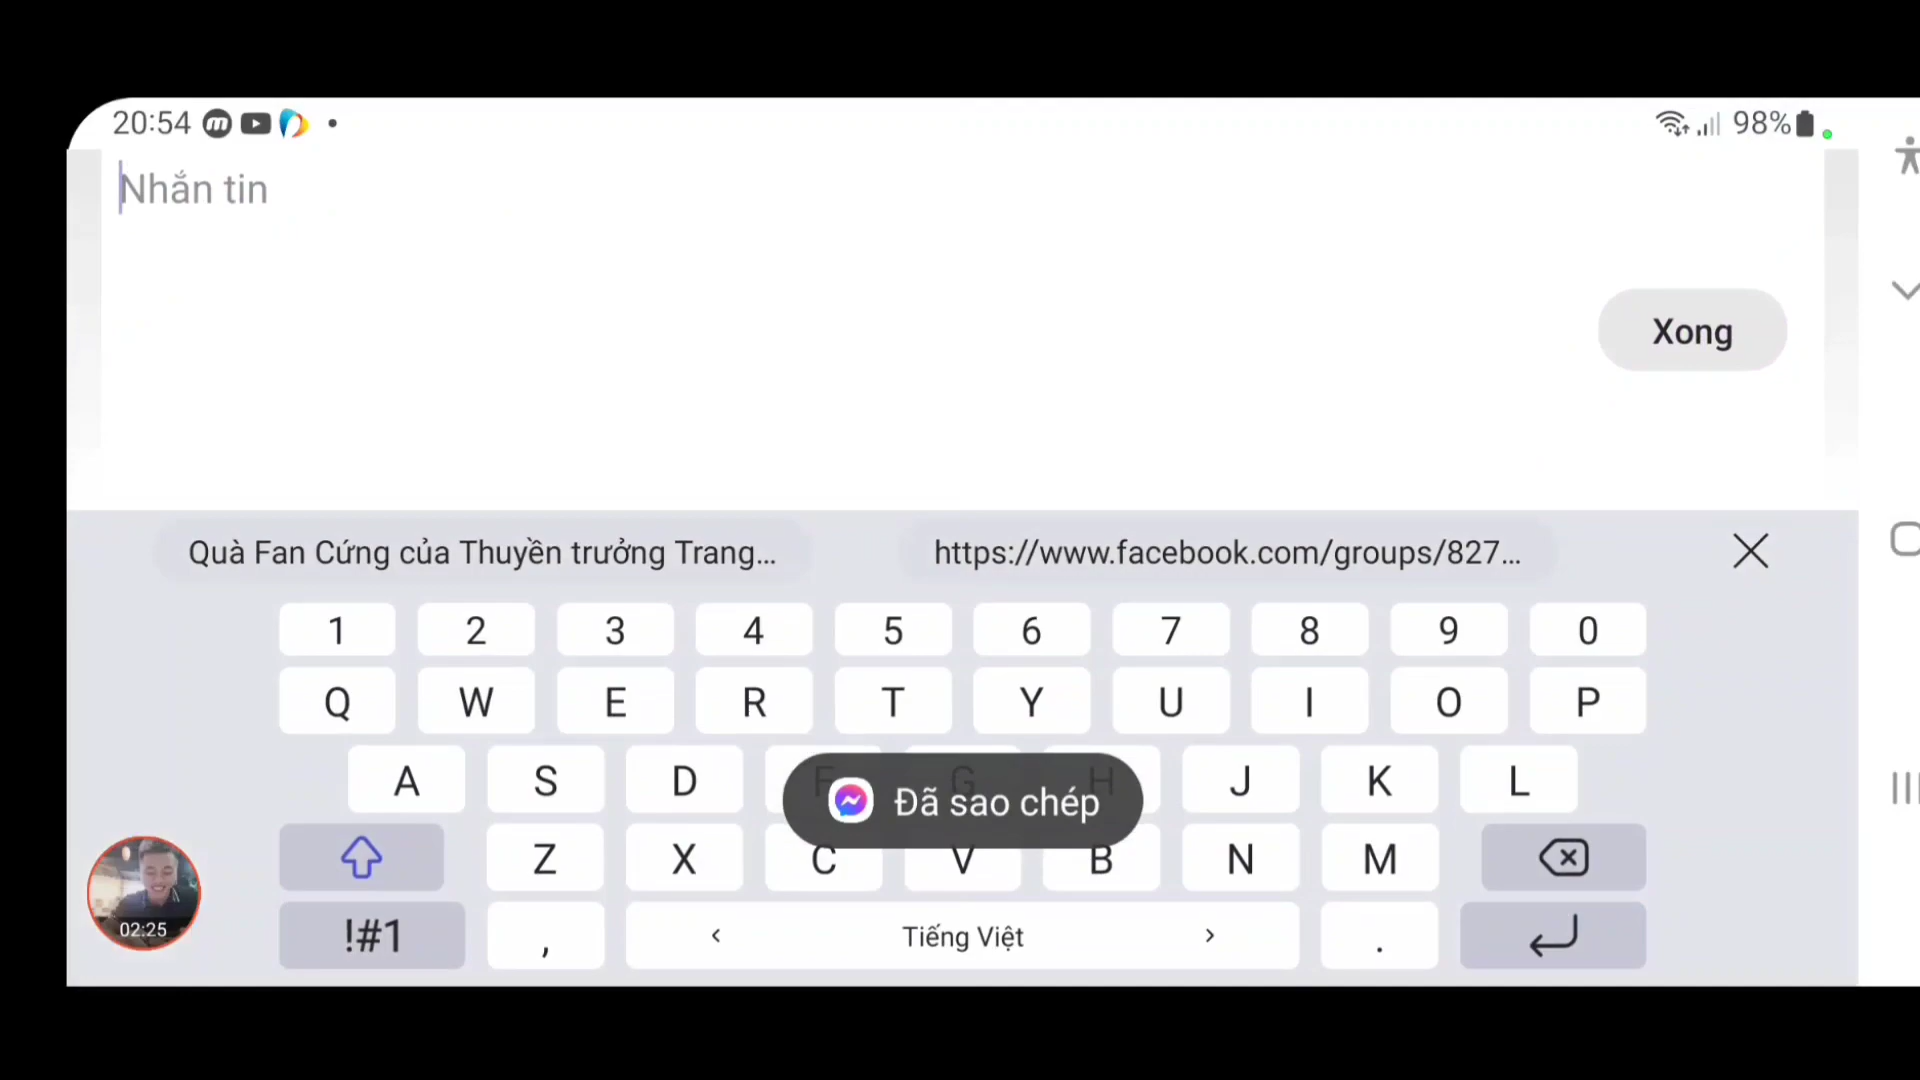 20:54
98%
Nhắn tin
Xong
Quà Fan Cứng của Thuyền trưởng Trang...
https://www.facebook.com/groups/827...
1 2 3 4 5 6 7 8 9 0
Q W E R T Y U I O P
A S D F G H J K L
Đã sao chép
Z X C V B N M
02:25
!#1 , < Tiếng Việt > .